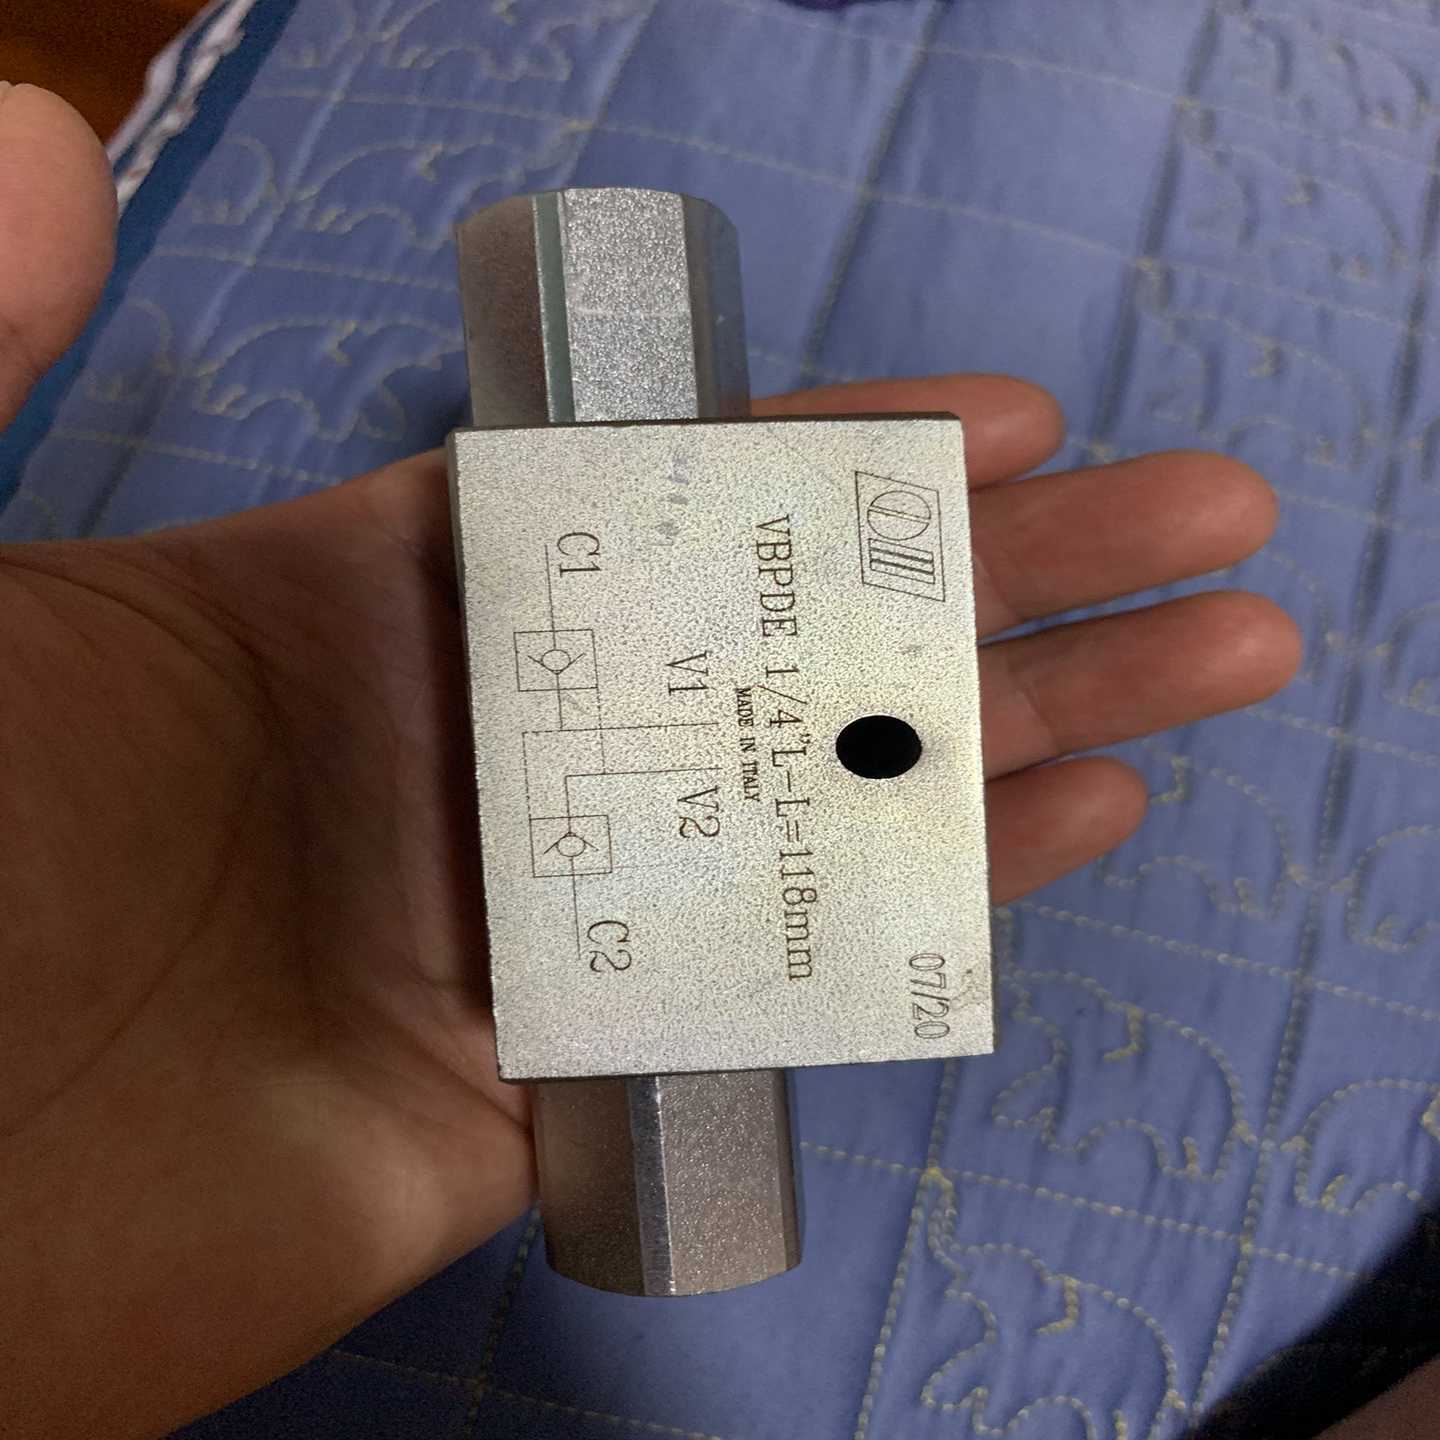 VBPDE 1/4"L-L=118mm
MADE IN ITALY
07/20
V1 V2
C1 C2